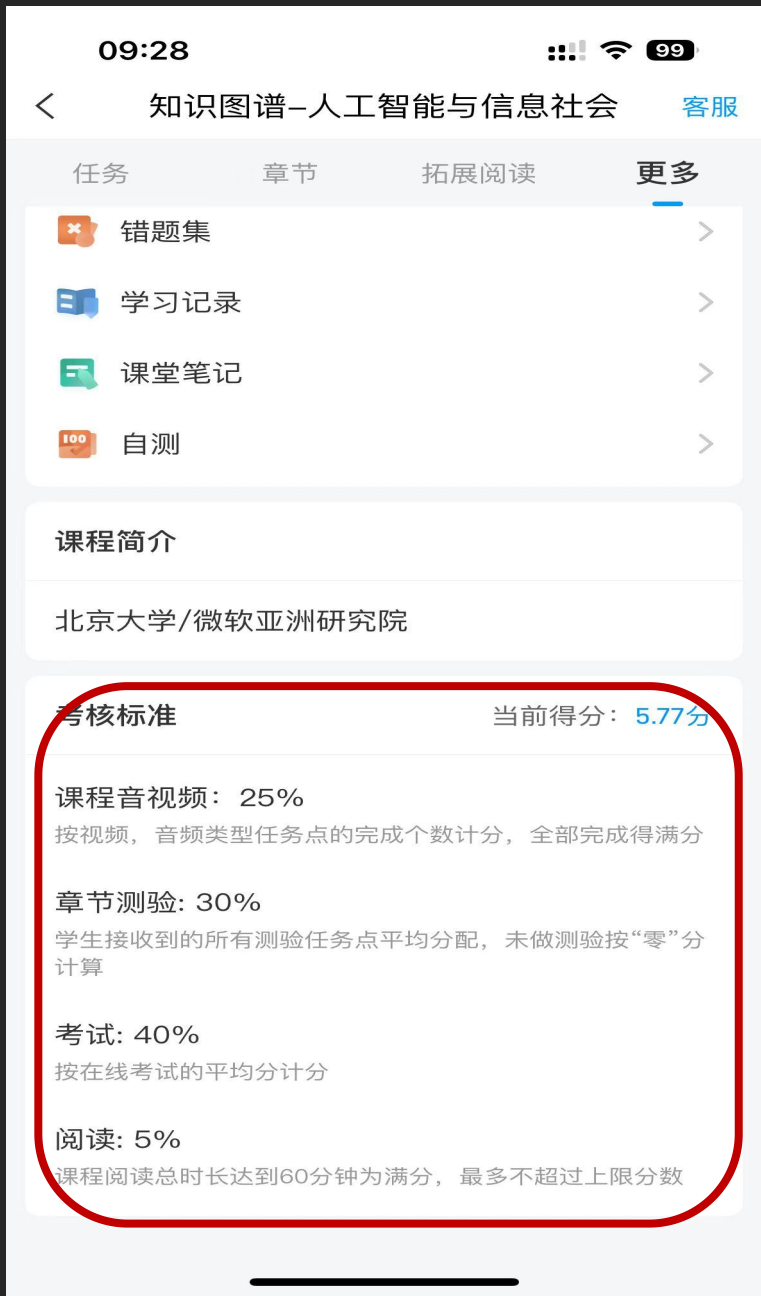 09:28
99
知识图谱–人工智能与信息社会
客服
任务
章节
拓展阅读
更多
错题集
学习记录
课堂笔记
100
自测
课程简介
北京大学/微软亚洲研究院
考核标准
当前得分：5.77分
课程音视频：25%
按视频，音频类型任务点的完成个数计分，全部完成得满分
章节测验: 30%
学生接收到的所有测验任务点平均分配，未做测验按“零”分
计算
考试: 40%
按在线考试的平均分计分
阅读: 5%
课程阅读总时长达到60分钟为满分，最多不超过上限分数